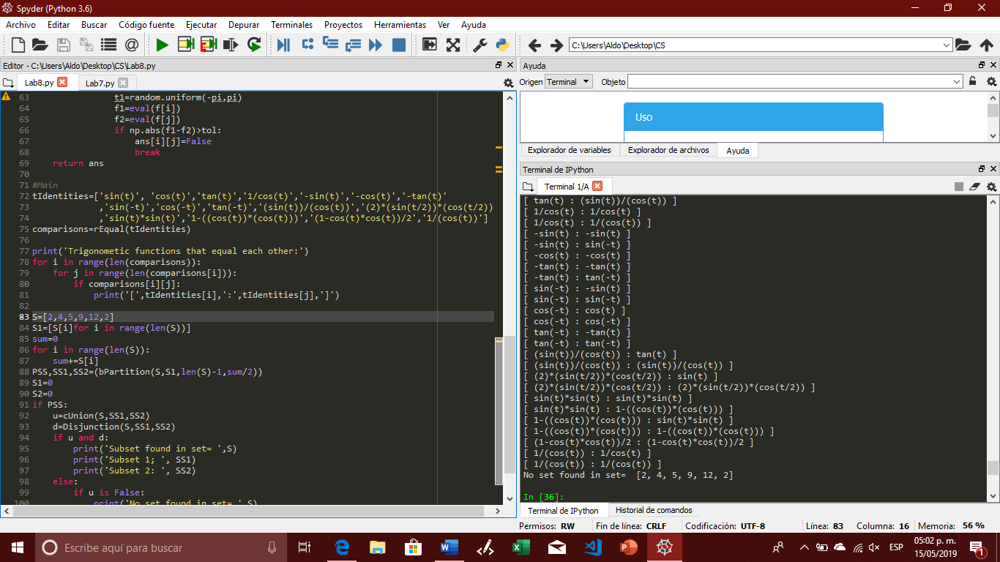 Spyder (Python 3.6)
Archivo Editar Buscar Código fuente Ejecutar Depurar Terminales Proyectos Herramientas Ver Ayuda
C:\Users\Aldo\Desktop\CS
Editor - C:\Users\Aldo\Desktop\CS\Lab8.py
Lab8.py Lab7.py
63 t1=random.uniform(-pi,pi)
64 f1=eval(f[i])
65 f2=eval(f[j])
66 if np.abs(f1-f2)>tol:
67 ans[i][j]=False
68 break
69 return ans
70
71 #Main
72 tIdentities=['sin(t)', 'cos(t)','tan(t)','1/cos(t)','-sin(t)','-cos(t)','-tan(t)'
73 ,'sin(-t)','cos(-t)','tan(-t)','(sin(t))/(cos(t))','(2)*(sin(t/2))*(cos(t/2))
74 ,'sin(t)*sin(t)','1-((cos(t))*(cos(t)))','(1-cos(t)*cos(t))/2','1/(cos(t))']
75 comparisons=rEqual(tIdentities)
76
77 print('Trigonometric functions that equal each other:')
78 for i in range(len(comparisons)):
79 for j in range(len(comparisons[i])):
80 if comparisons[i][j]:
81 print('[',tIdentities[i],':',tIdentities[j],']')
82
83 S=[2,4,5,9,12,2]
84 S1=[S[i]for i in range(len(S))]
85 sum=0
86 for i in range(len(S)):
87 sum+=S[i]
88 PSS,SS1,SS2=(bPartition(S,S1,len(S)-1,sum/2))
89 S1=0
90 S2=0
91 if PSS:
92 u=cUnion(S,SS1,SS2)
93 d=Disjunction(S,SS1,SS2)
94 if u and d:
95 print('Subset found in set= ',S)
96 print('Subset 1; ', SS1)
97 print('Subset 2: ', SS2)
98 else:
99 if u is False:
100 print('No set found in set= ',S)
Ayuda
Origen Terminal Objeto
Uso
Explorador de variables Explorador de archivos Ayuda
Terminal de IPython
Terminal 1/A
[ tan(t) : (sin(t))/(cos(t)) ]
[ 1/cos(t) : 1/cos(t) ]
[ 1/cos(t) : 1/(cos(t)) ]
[ -sin(t) : -sin(t) ]
[ -sin(t) : sin(-t) ]
[ -cos(t) : -cos(t) ]
[ -tan(t) : -tan(t) ]
[ -tan(t) : tan(-t) ]
[ sin(-t) : -sin(t) ]
[ sin(-t) : sin(-t) ]
[ cos(-t) : cos(t) ]
[ cos(-t) : cos(-t) ]
[ tan(-t) : -tan(t) ]
[ tan(-t) : tan(-t) ]
[ (sin(t))/(cos(t)) : tan(t) ]
[ (sin(t))/(cos(t)) : (sin(t))/(cos(t)) ]
[ (2)*(sin(t/2))*(cos(t/2)) : sin(t) ]
[ (2)*(sin(t/2))*(cos(t/2)) : (2)*(sin(t/2))*(cos(t/2)) ]
[ sin(t)*sin(t) : sin(t)*sin(t) ]
[ sin(t)*sin(t) : 1-((cos(t))*(cos(t))) ]
[ 1-((cos(t))*(cos(t))) : sin(t)*sin(t) ]
[ 1-((cos(t))*(cos(t))) : 1-((cos(t))*(cos(t))) ]
[ (1-cos(t)*cos(t))/2 : (1-cos(t)*cos(t))/2 ]
[ 1/(cos(t)) : 1/cos(t) ]
[ 1/(cos(t)) : 1/(cos(t)) ]
No set found in set=  [2, 4, 5, 9, 12, 2]
In [36]:
Terminal de IPython Historial de comandos
Permisos: RW Fin de línea: CRLF Codificación: UTF-8 Línea: 83 Columna: 16 Memoria: 56 %
Escribe aquí para buscar
ESP
05:02 p. m.
15/05/2019
1